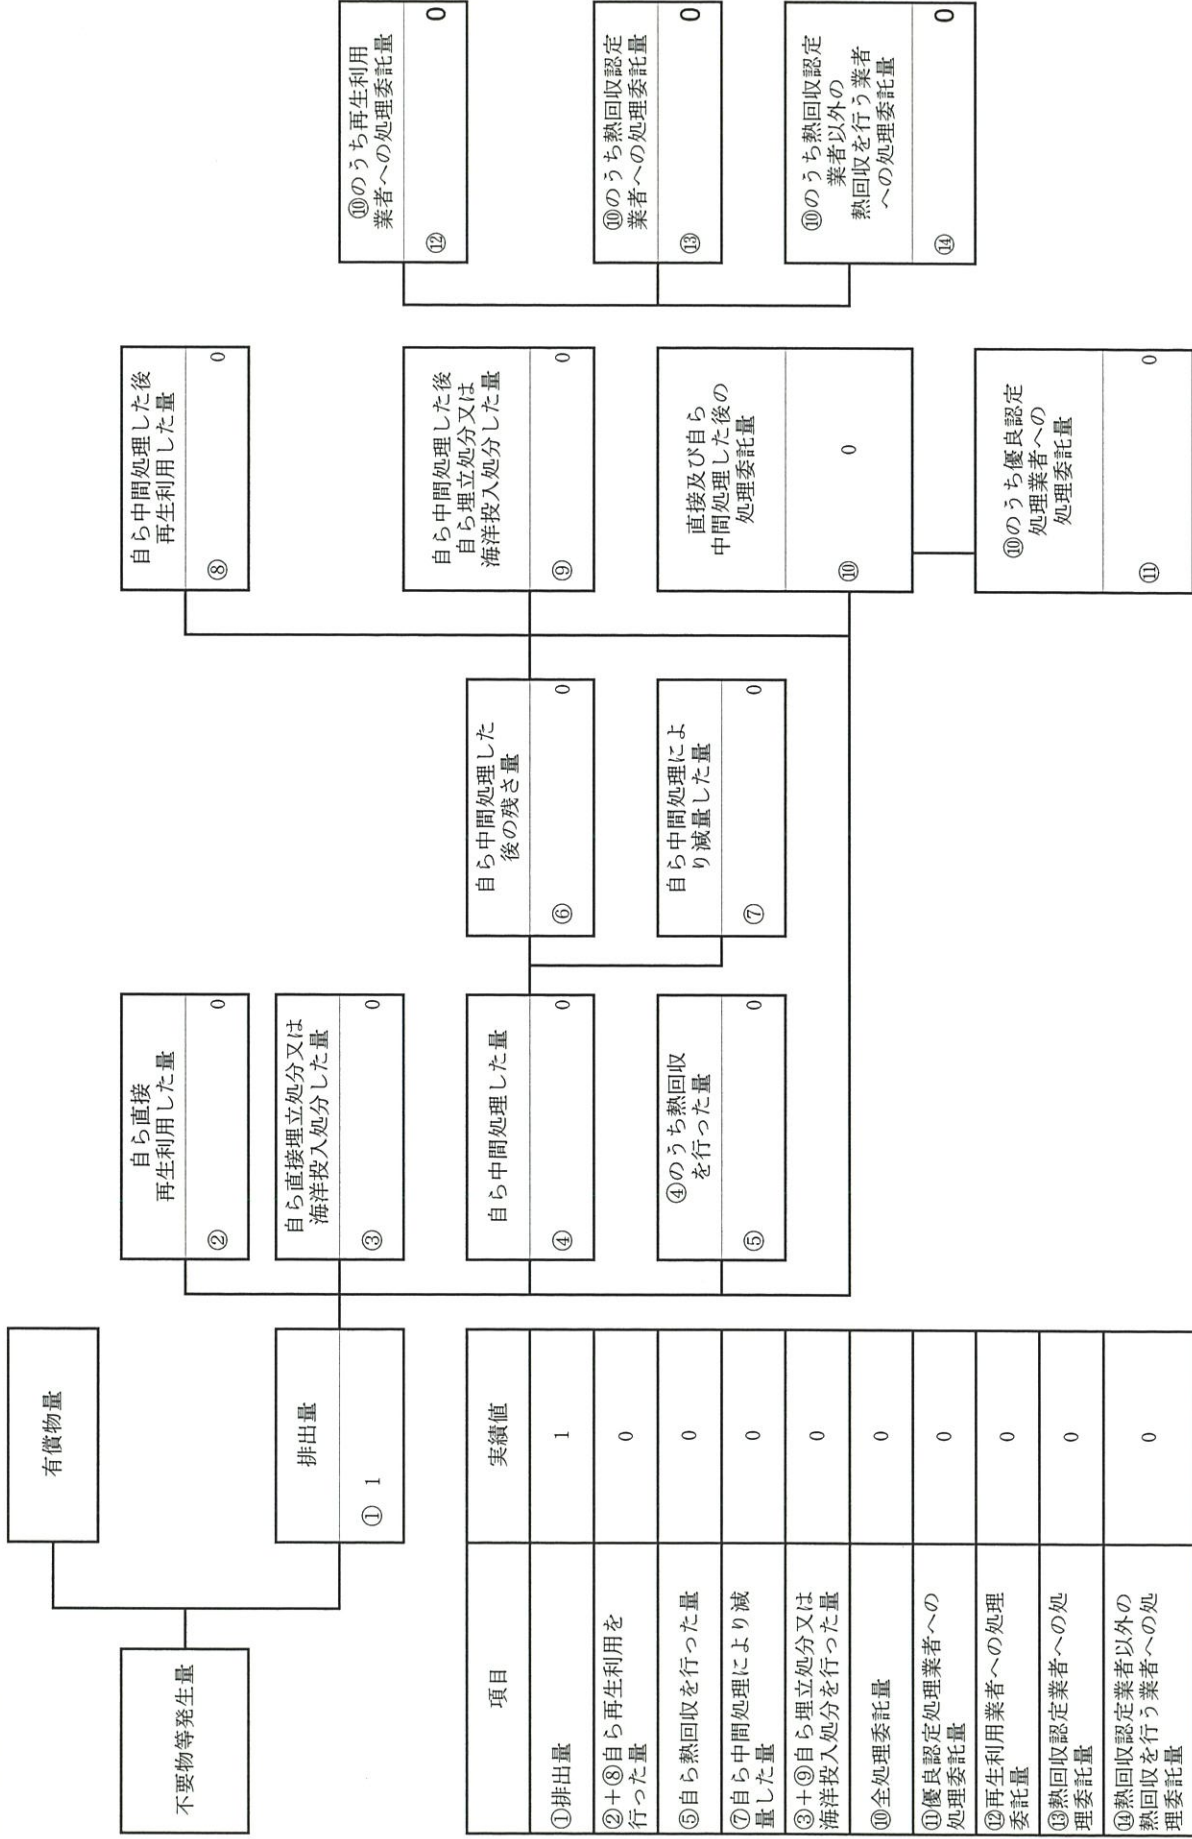 不要物等発生量
有償物量
排出量
① 1
自ら直接
再生利用した量
② 0
自ら直接埋立処分又は
海洋投入処分した量
③ 0
自ら中間処理した量
④ 0
④のうち熱回収
を行った量
⑤ 0
自ら中間処理した
後の残さ量
⑥ 0
自ら中間処理によ
り減量した量
⑦ 0
自ら中間処理した後
再生利用した量
⑧ 0
自ら中間処理した後
自ら埋立処分又は
海洋投入処分した量
⑨ 0
直接及び自ら
中間処理した後の
処理委託量
⑩ 0
⑩のうち優良認定
処理業者への
処理委託量
⑪ 0
⑩のうち再生利用
業者への処理委託量
⑫ 0
⑩のうち熱回収認定
業者への処理委託量
⑬ 0
⑩のうち熱回収認定
業者以外の
熱回収を行う業者
への処理委託量
⑭ 0
項目 実績値
①排出量 1
②+⑧自ら再生利用を
行った量 0
⑤自ら熱回収を行った量 0
⑦自ら中間処理により減
量した量 0
③+⑨自ら埋立処分又は
海洋投入処分を行った量 0
⑩全処理委託量 0
⑪優良認定処理業者への
処理委託量 0
⑫再生利用業者への処理
委託量 0
⑬熱回収認定業者への処
理委託量 0
⑭熱回収認定業者以外の
熱回収を行う業者への処
理委託量 0